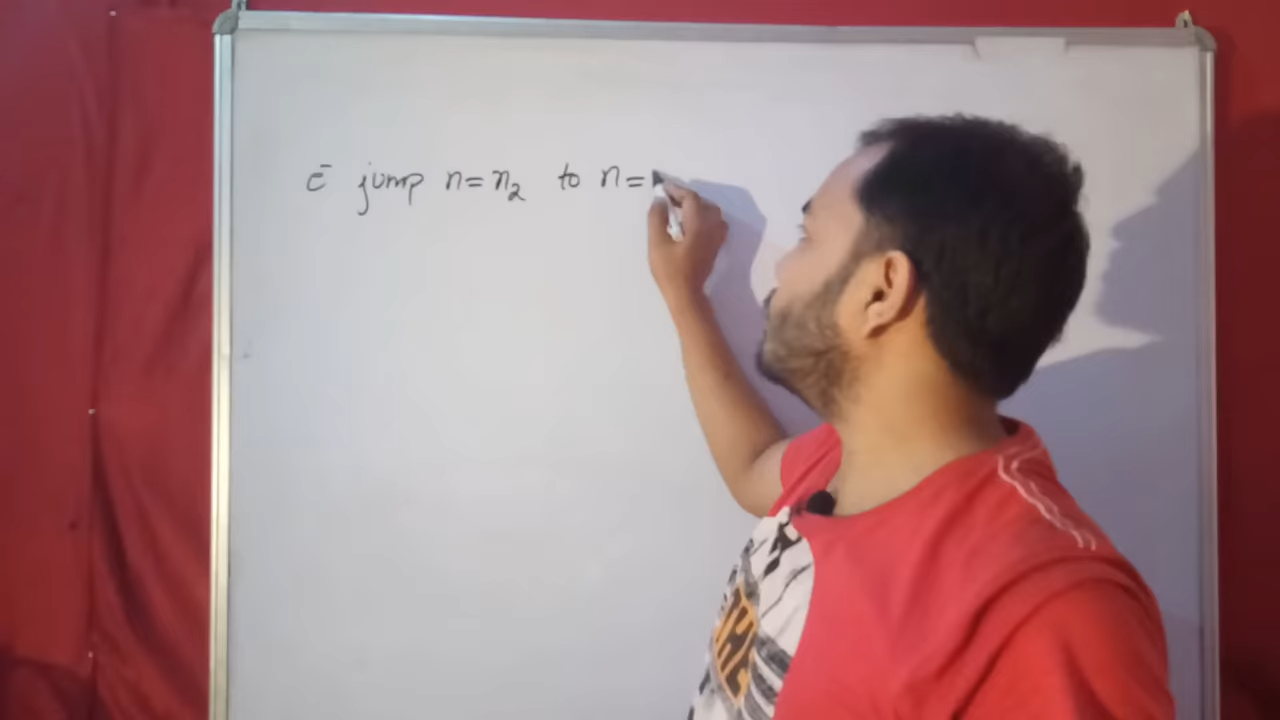 ē jump n=n₂ to n=